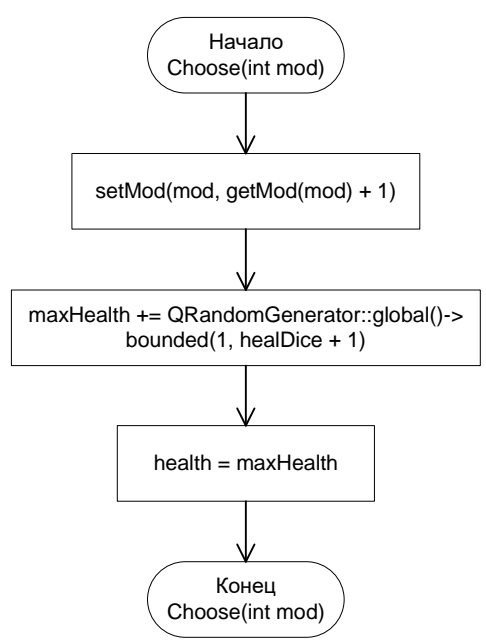 Начало
Choose(int mod)
setMod(mod, getMod(mod) + 1)
maxHealth += QRandomGenerator::global()->
bounded(1, healDice + 1)
health = maxHealth
Конец
Choose(int mod)